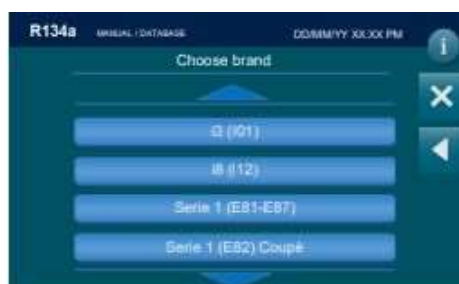 R134a MANUAL / DATABASE DD/MM/YY XX:XX PM
i
Choose brand
i3 (I01)
i8 (I12)
Serie 1 (E81-E87)
Serie 1 (E82) Coupé